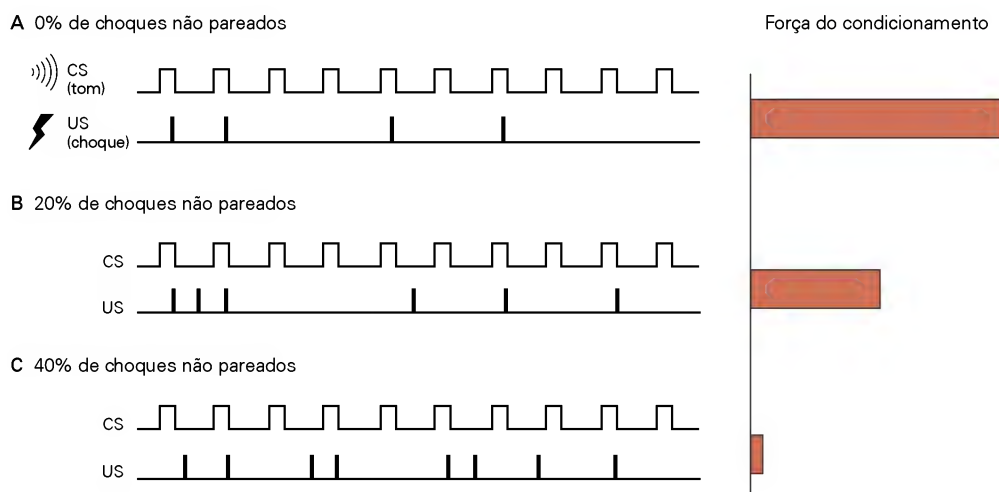 A 0% de choques não pareados
Força do condicionamento
CS
(tom)
US
(choque)
B 20% de choques não pareados
CS
US
C 40% de choques não pareados
CS
US